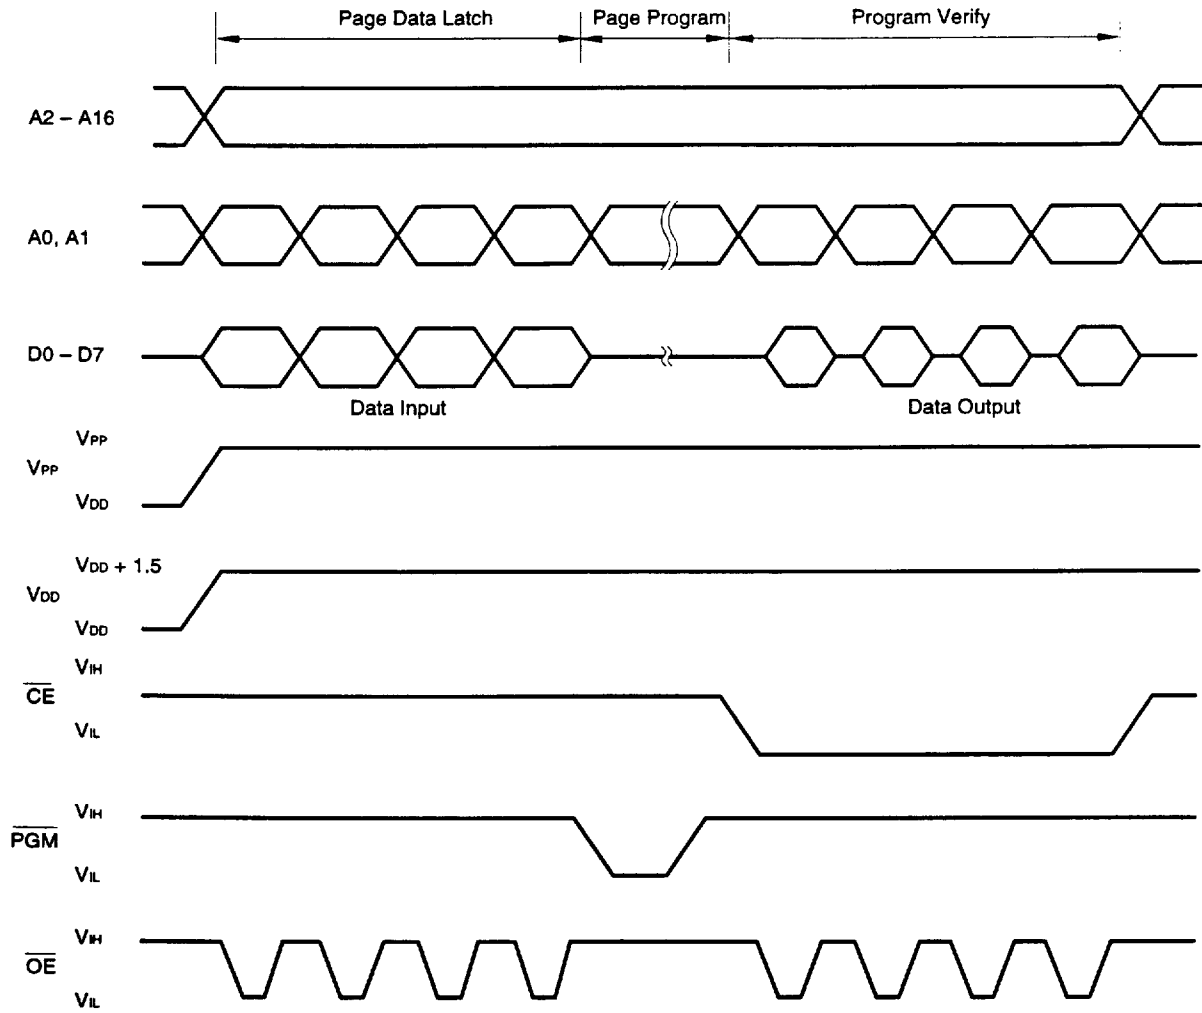 Page Data Latch Page Program Program Verify
A2 – A16
A0, A1
D0 – D7
Data Input Data Output
VPP
VPP
VDD
VDD + 1.5
VDD
VDD
VIH
CE
VIL
VIH
PGM
VIL
VIH
OE
VIL